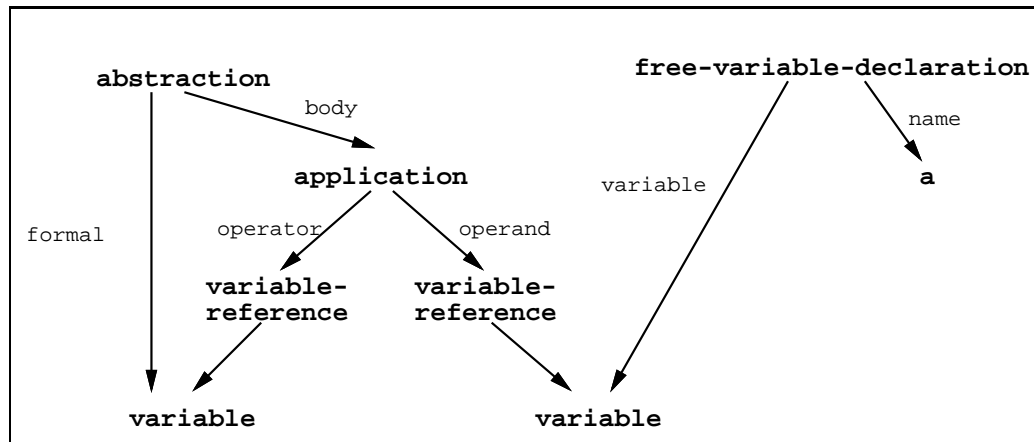 free-variable-declaration
abstraction
body
name
application
a
variable
formal
operator
operand
variable-
reference
variable-
reference
variable
variable